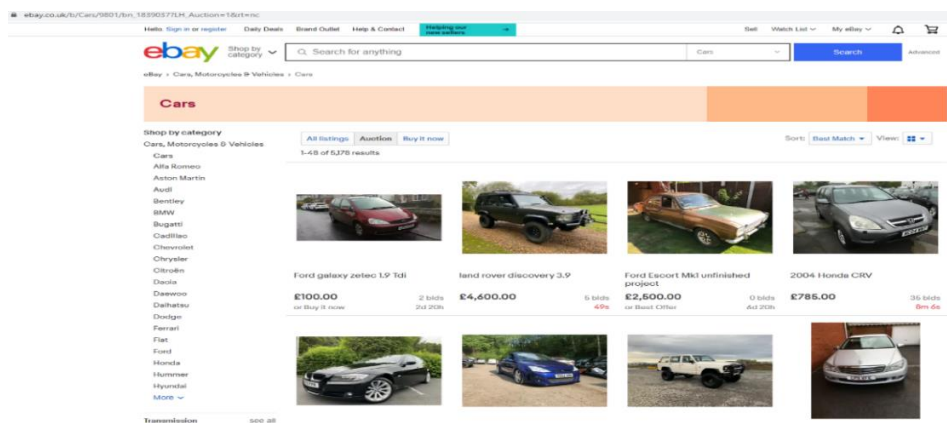 ebay.co.uk/b/Cars/9801/bn_1839037?LH_Auction=1&rt=nc
Hello. Sign in or register Daily Deals Brand Outlet Help & Contact Helping our new sellers Sell Watch List My eBay
ebay Shop by category Search for anything Cars Search Advanced
eBay > Cars, Motorcycles & Vehicles > Cars
Cars
Shop by category
All listings Auction Buy it now Sort: Best Match View:
1-48 of 5,178 results
Cars, Motorcycles & Vehicles
Cars
Alfa Romeo
Aston Martin
Audi
Bentley
BMW
Bugatti
Cadillac
Chevrolet
Chrysler
Citroën
Dacia
Daewoo
Daihatsu
Dodge
Ferrari
Fiat
Ford
Honda
Hummer
Hyundai
More
Transmission see all
Ford galaxy zetec 1.9 Tdi
£100.00 2 bids
or Buy it now 2d 20h
land rover discovery 3.9
£4,600.00 6 bids
49s
Ford Escort Mk1 unfinished
project
£2,500.00 0 bids
or Best Offer 4d 20h
2004 Honda CRV
£785.00 36 bids
8m 6s